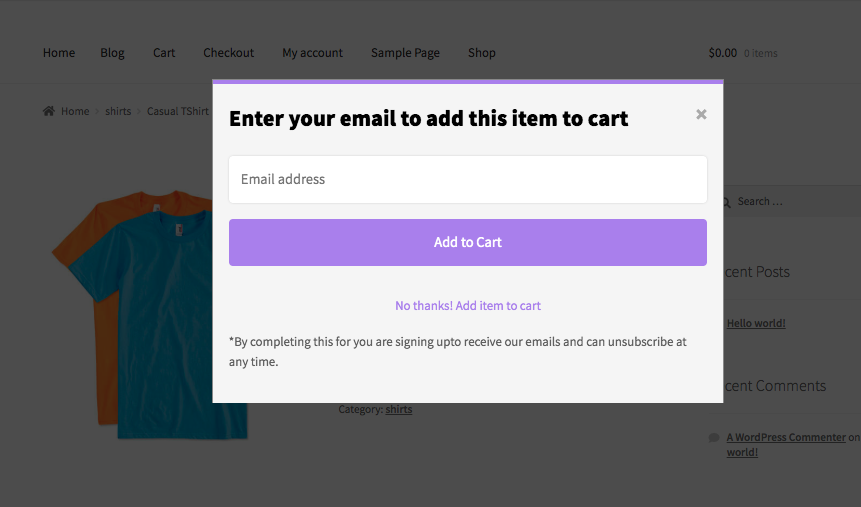 Home Blog Cart Checkout My account Sample Page Shop $0.00 0 items
Home › shirts › Casual TShirt
Enter your email to add this item to cart ×
Email address
Search …
Add to Cart
cent Posts
No thanks! Add item to cart
Hello world!
*By completing this for you are signing upto receive our emails and can unsubscribe at
any time.
cent Comments
Category: shirts
A WordPress Commenter on
world!